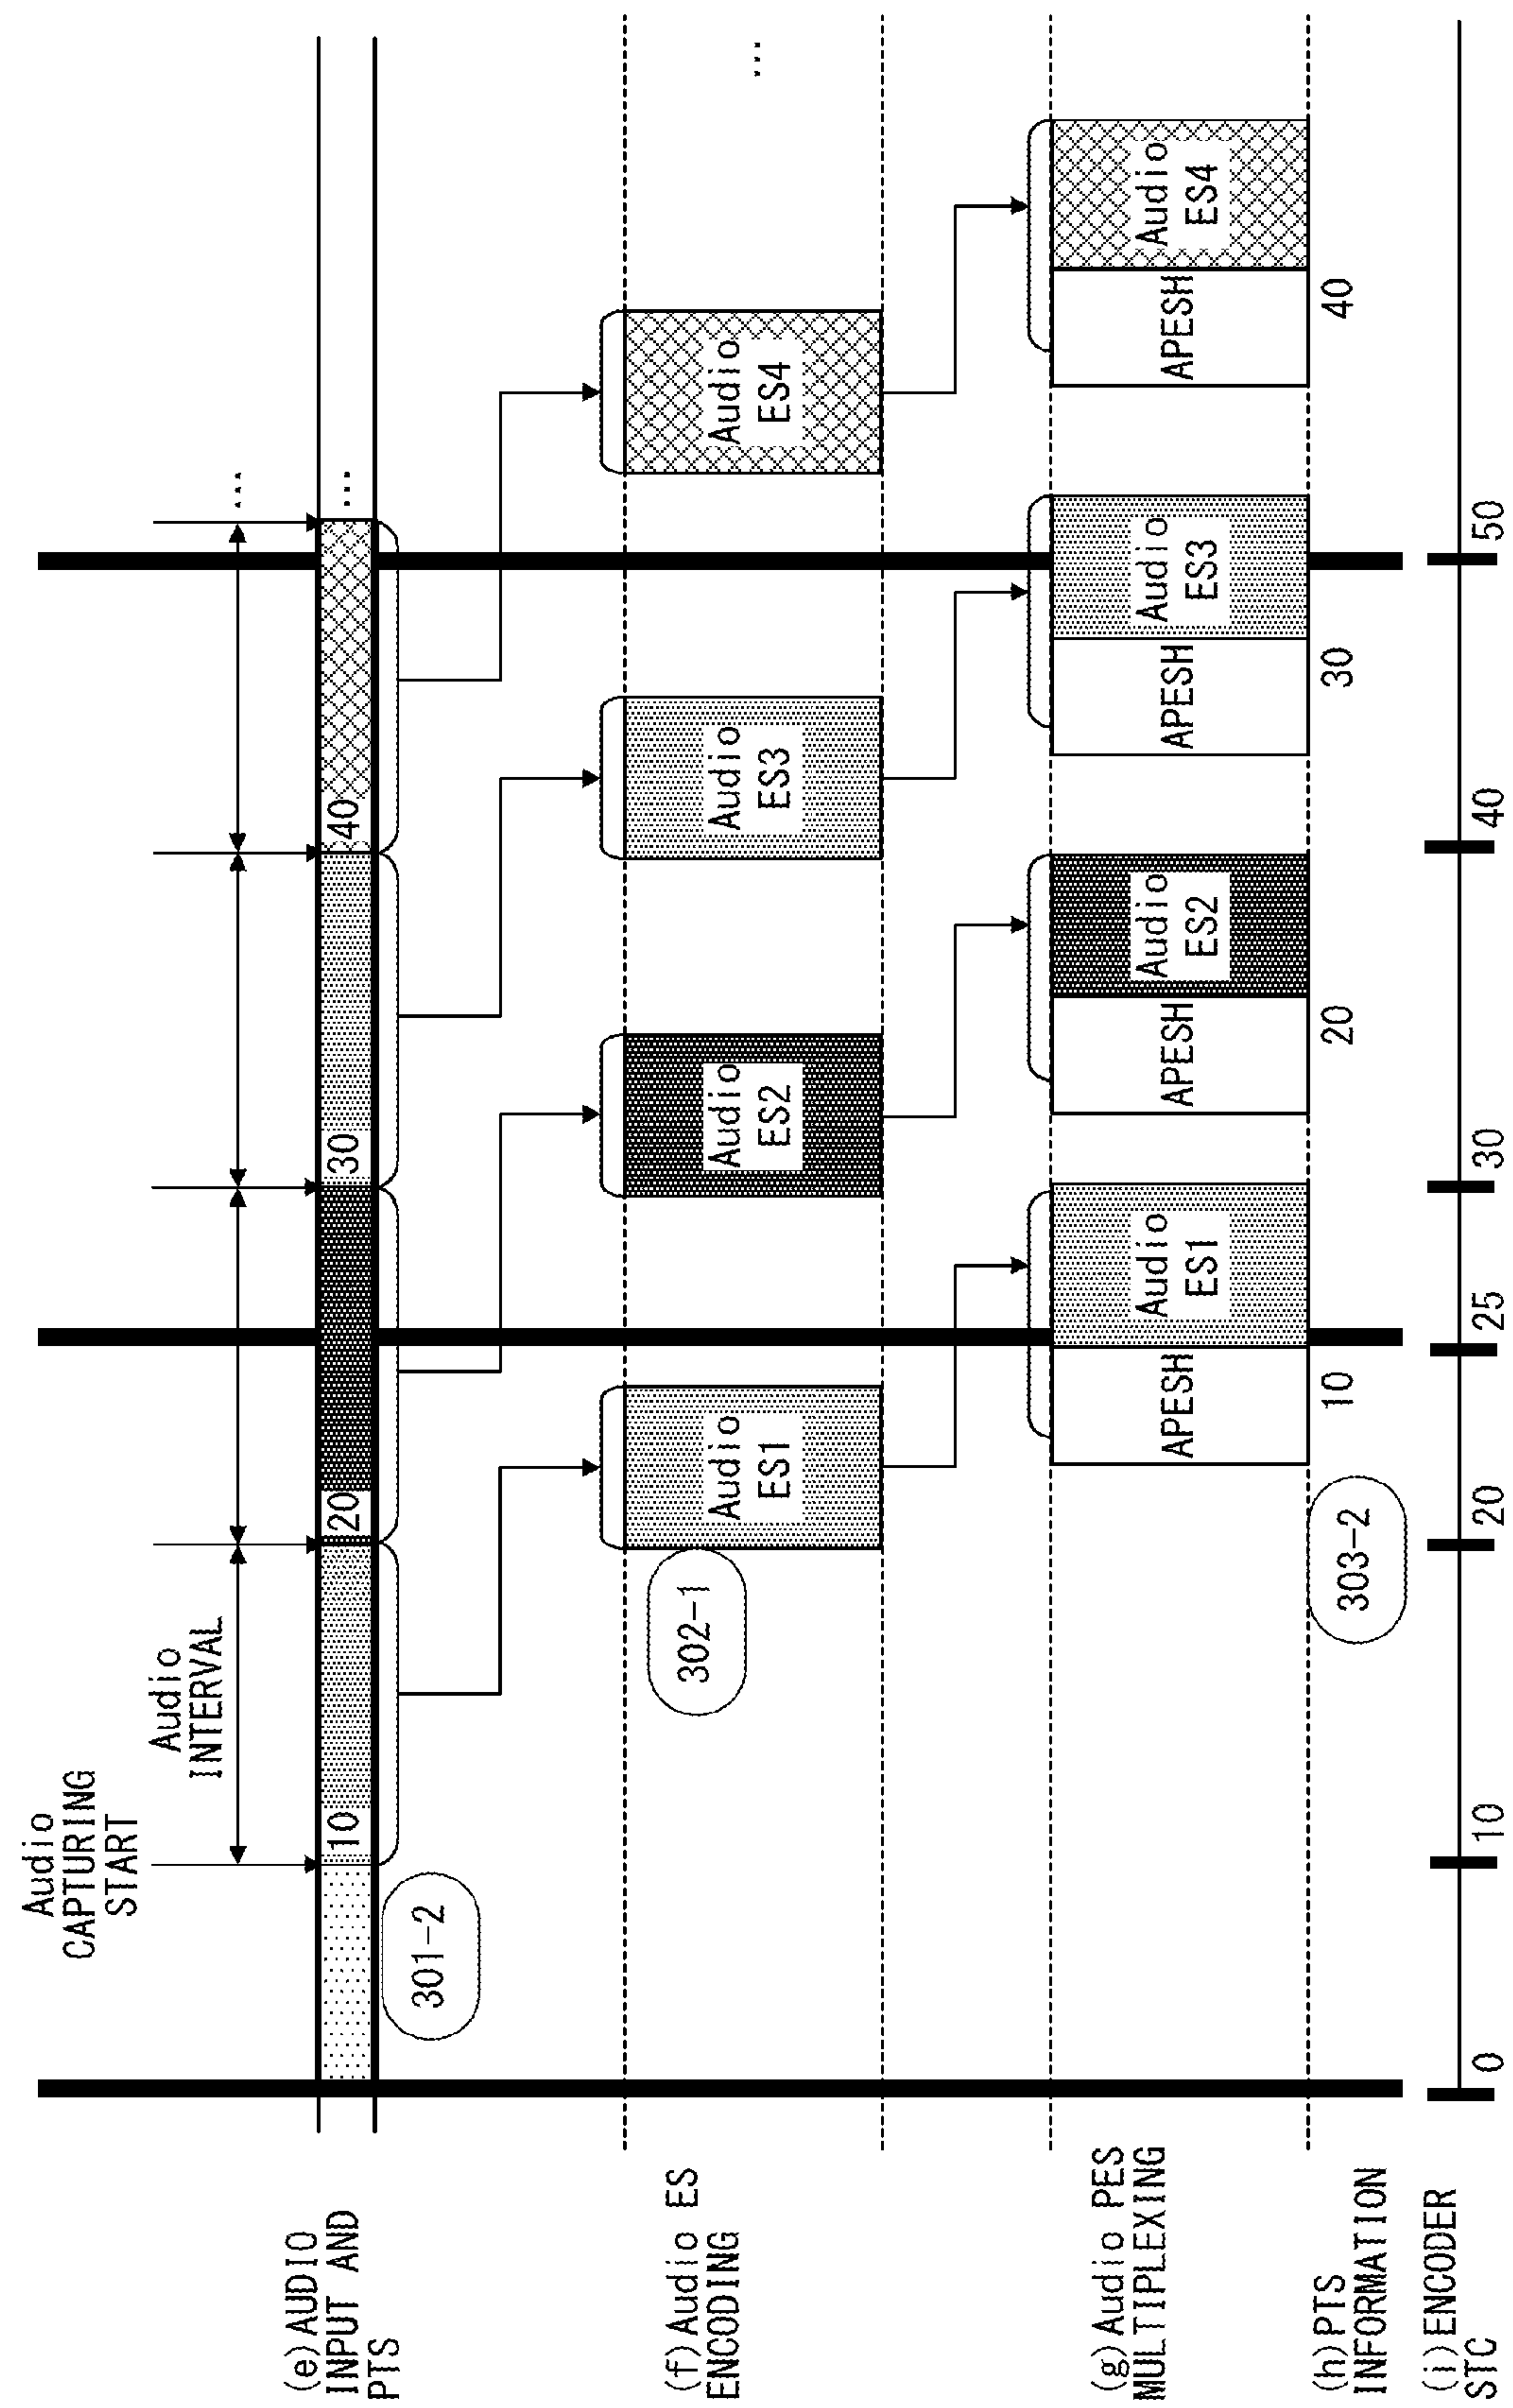 Audio
CAPTURING
START
Audio
INTERVAL
...
(e)AUDIO
INPUT AND
PTS
10
20
30
40
...
301-2
(f)Audio ES
ENCODING
302-1
Audio
ES1
Audio
ES2
Audio
ES3
Audio
ES4
...
(g)Audio PES
MULTIPLEXING
APESH
Audio
ES1
APESH
Audio
ES2
APESH
Audio
ES3
APESH
Audio
ES4
(h)PTS
INFORMATION
303-2
10
20
30
40
(i)ENCODER
STC
0
10
20
25
30
40
50